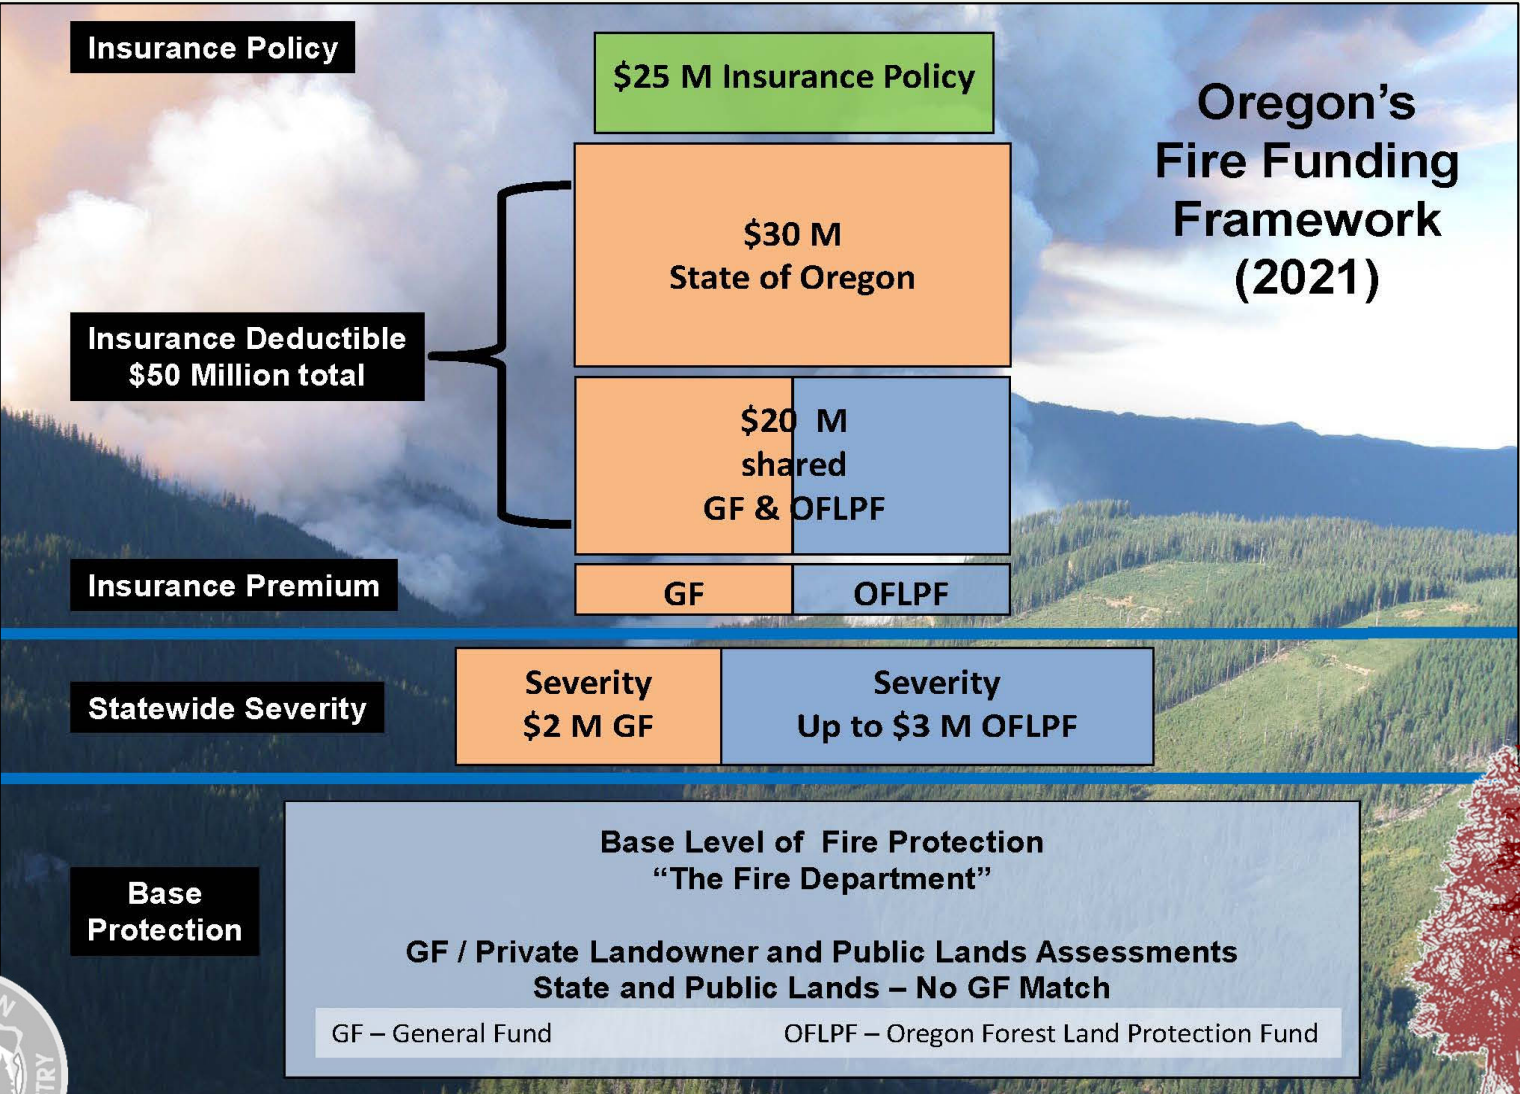 Insurance Policy
$25 M Insurance Policy
Oregon’s
Fire Funding
Framework
(2021)
$30 M
State of Oregon
Insurance Deductible
$50 Million total
$20  M
shared
GF & OFLPF
Insurance Premium
GF
OFLPF
Statewide Severity
Severity
$2 M GF
Severity
Up to $3 M OFLPF
Base
Protection
Base Level of  Fire Protection
“The Fire Department”
GF / Private Landowner and Public Lands Assessments
State and Public Lands – No GF Match
GF – General Fund
OFLPF – Oregon Forest Land Protection Fund